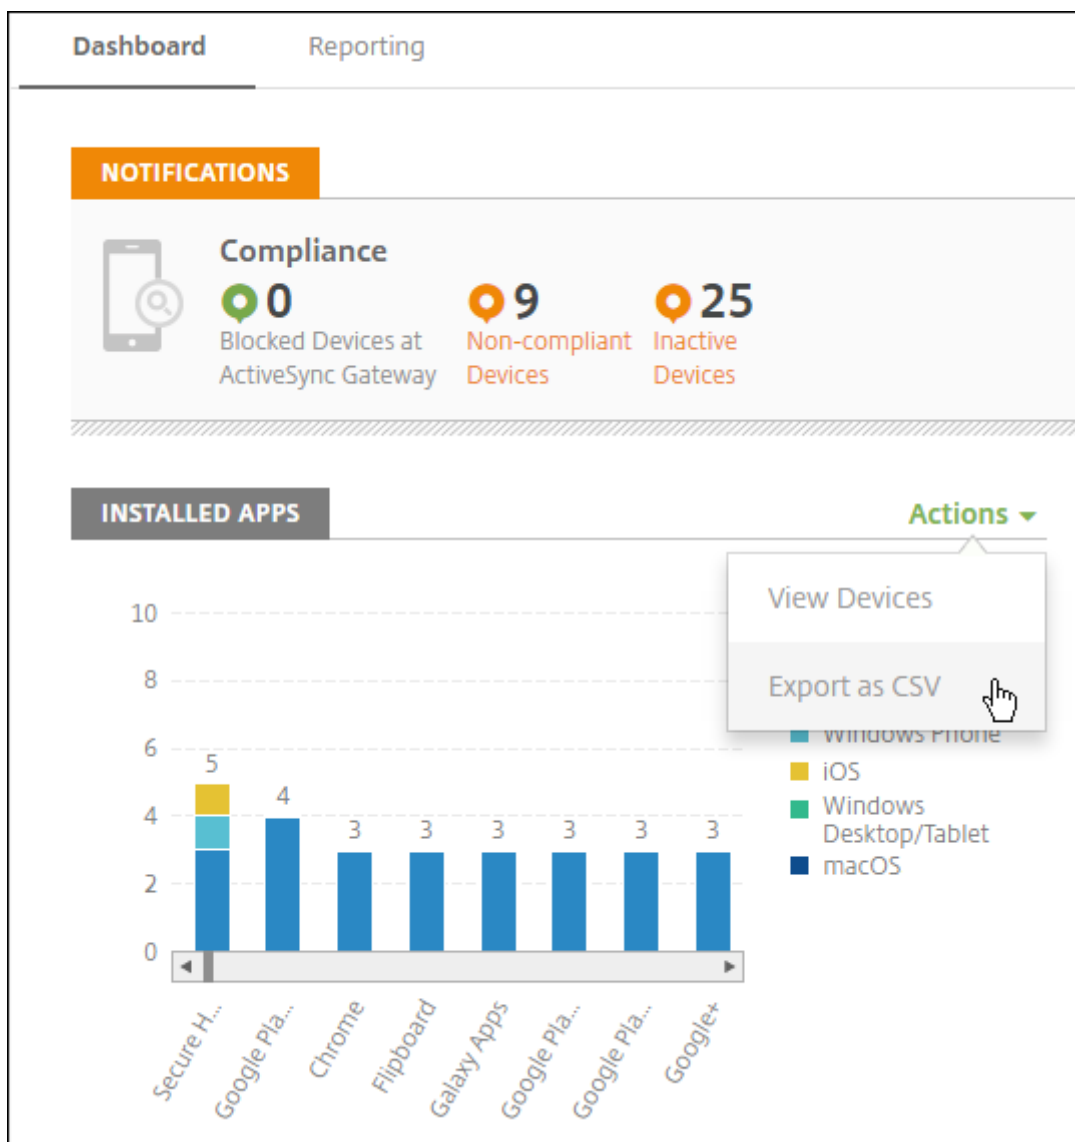 Dashboard
Reporting
NOTIFICATIONS
Compliance
0
9
25
Blocked Devices at
ActiveSync Gateway
Non-compliant
Devices
Inactive
Devices
INSTALLED APPS
Actions
View Devices
Export as CSV
Windows Phone
iOS
Windows
Desktop/Tablet
macOS
10
8
6
4
2
0
5
4
3
3
3
3
3
3
Secure H...
Google Pla...
Chrome
Flipboard
Galaxy Apps
Google Pla...
Google Pla...
Google+